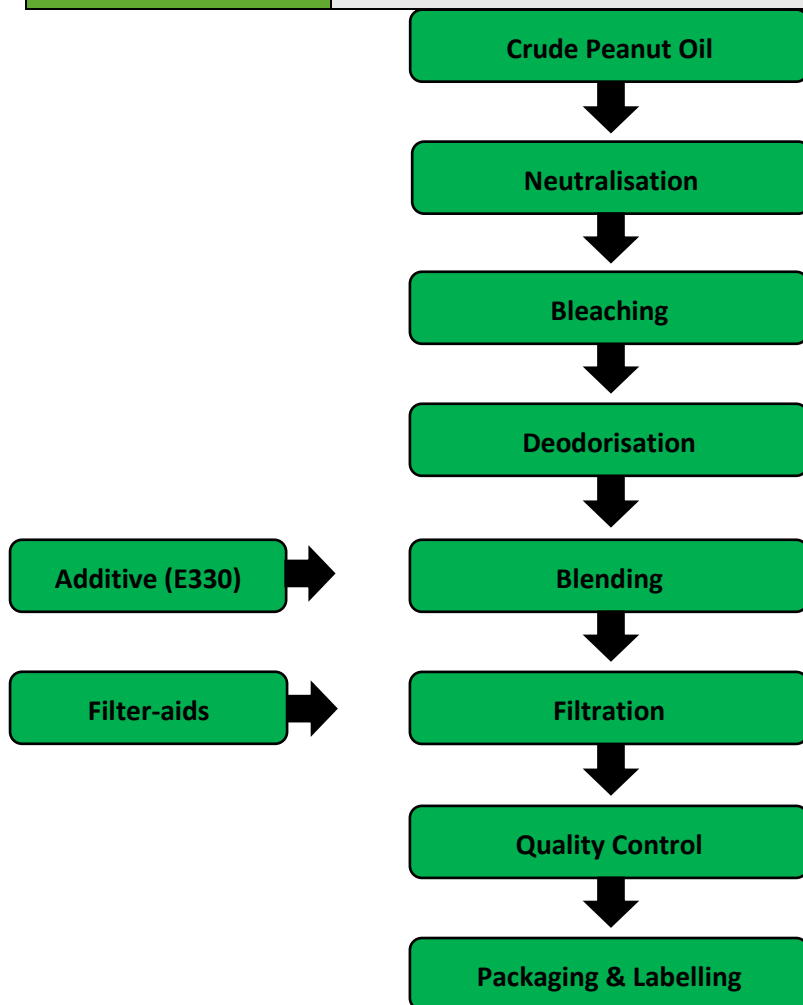 Crude Peanut Oil
Neutralisation
Bleaching
Deodorisation
Additive (E330)
Blending
Filter-aids
Filtration
Quality Control
Packaging & Labelling